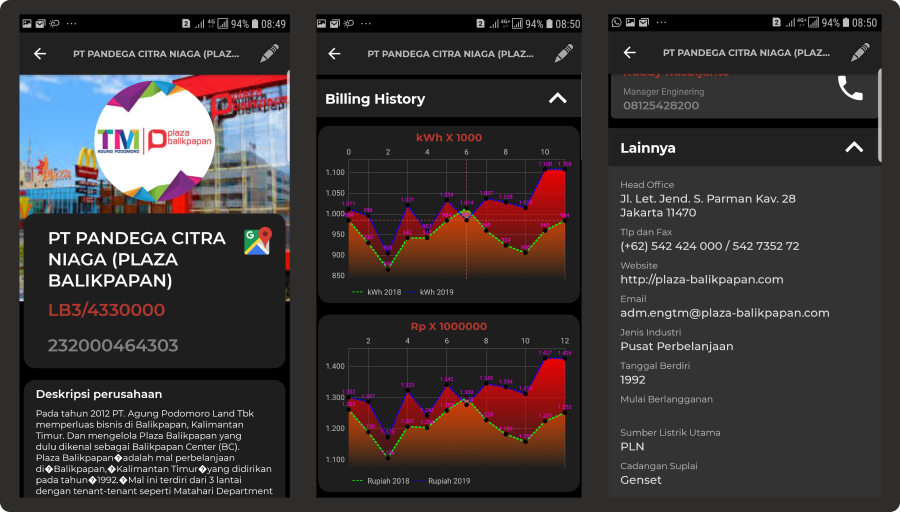 94% 08:49
PT PANDEGA CITRA NIAGA (PLAZ...
TM
AGUNG PODOMORO
plaza
balikpapan
PT PANDEGA CITRA
NIAGA (PLAZA
BALIKPAPAN)
LB3/4330000
232000464303
Deskripsi perusahaan
Pada tahun 2012 PT. Agung Podomoro Land Tbk
memperluas bisnis di Balikpapan, Kalimantan
Timur. Dan mengelola Plaza Balikpapan yang
dulu dikenal sebagai Balikpapan Center (BC).
Plaza Balikpapan�adalah mal perbelanjaan
di�Balikpapan,�Kalimantan Timur�yang didirikan
pada tahun�1992.�Mal ini terdiri dari 3 lantai
dengan tenant-tenant seperti Matahari Department
94% 08:50
PT PANDEGA CITRA NIAGA (PLAZ...
Billing History
kWh X 1000
0 2 4 6 8 10
1.100
1.050
1.000
950
900
850
kWh 2018 kWh 2019
Rp X 1000000
2 4 6 8 10 12
1.400
1.300
1.200
1.100
Rupiah 2018 Rupiah 2019
94% 08:50
PT PANDEGA CITRA NIAGA (PLAZ...
Manager Enginering
08125428200
Lainnya
Head Office
Jl. Let. Jend. S. Parman Kav. 28
Jakarta 11470
Tlp dan Fax
(+62) 542 424 000 / 542 7352 72
Website
http://plaza-balikpapan.com
Email
adm.engtm@plaza-balikpapan.com
Jenis Industri
Pusat Perbelanjaan
Tanggal Berdiri
1992
Mulai Berlangganan
Sumber Listrik Utama
PLN
Cadangan Suplai
Genset